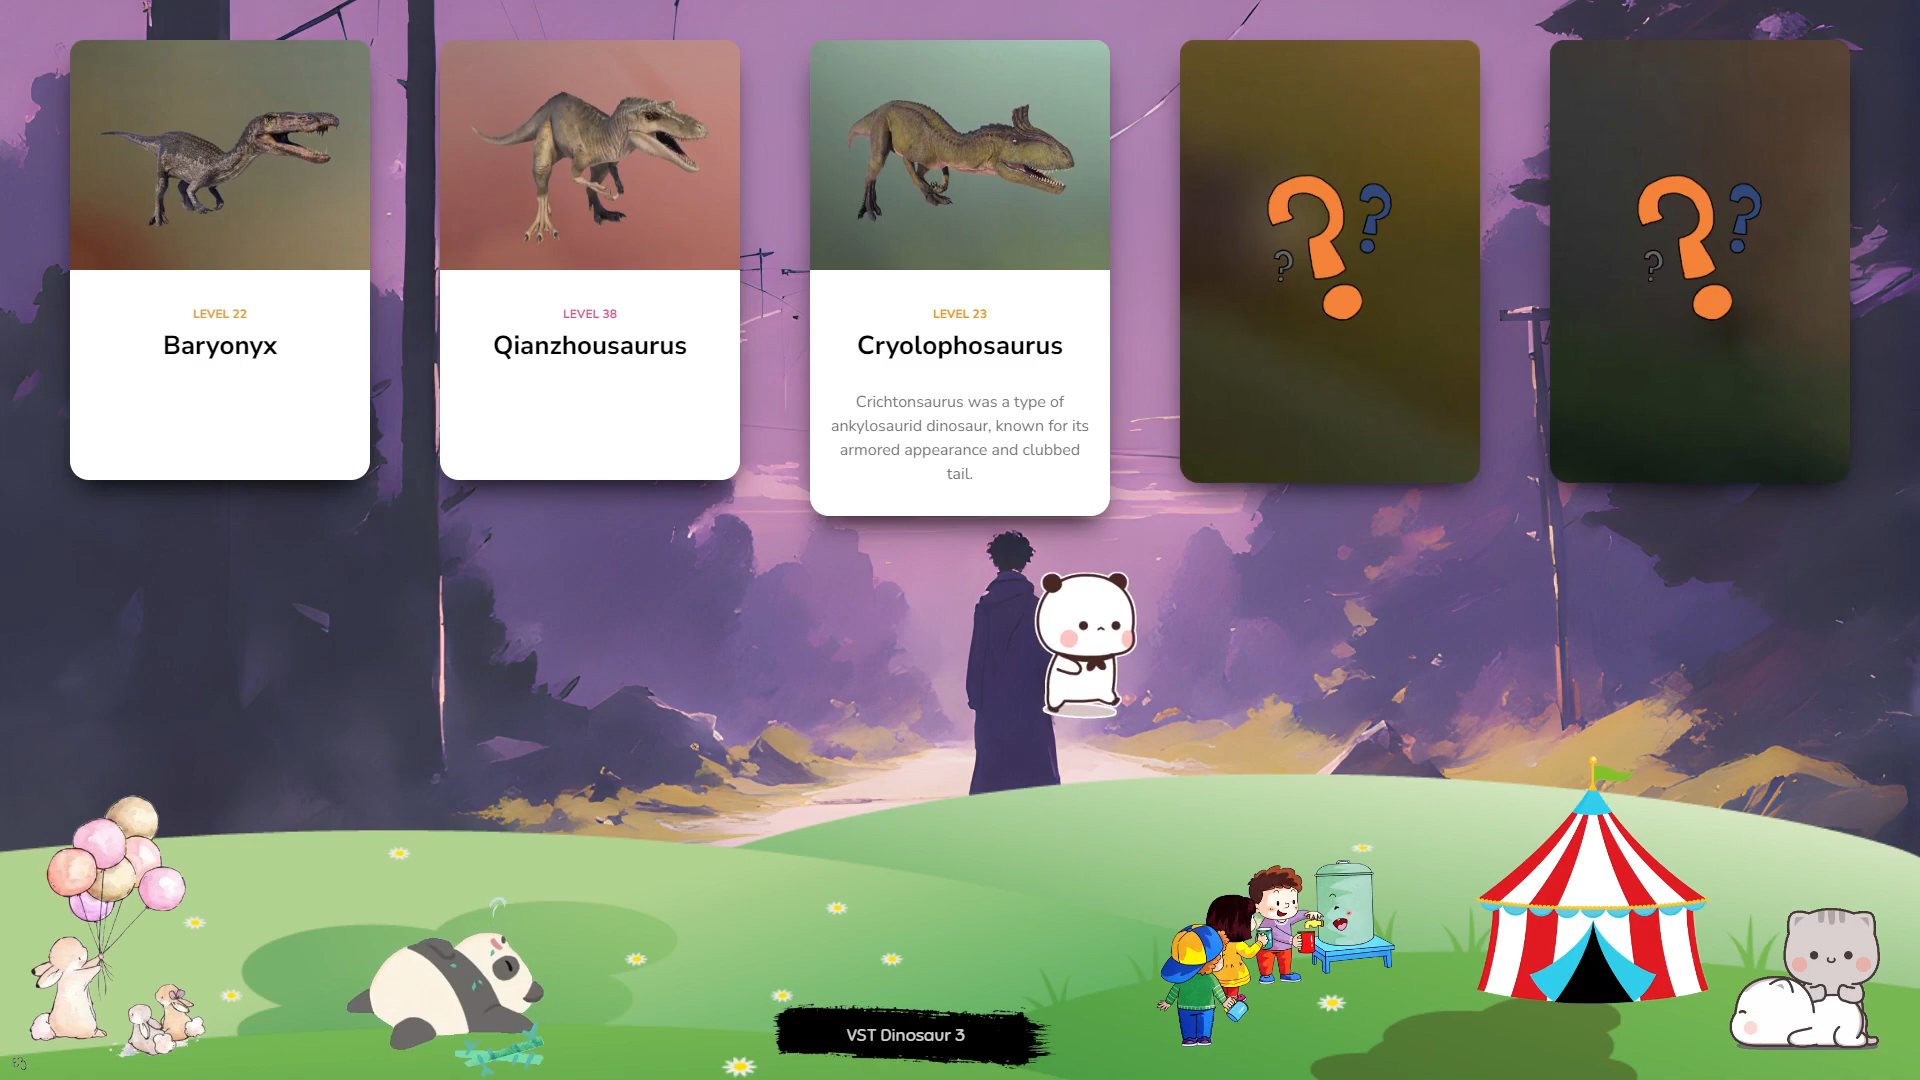 LEVEL 22
Baryonyx
LEVEL 38
Qianzhousaurus
LEVEL 23
Cryolophosaurus
Crichtonsaurus was a type of
ankylosaurid dinosaur, known for its
armored appearance and clubbed
tail.
? ? ?
? ? ?
VST Dinosaur 3